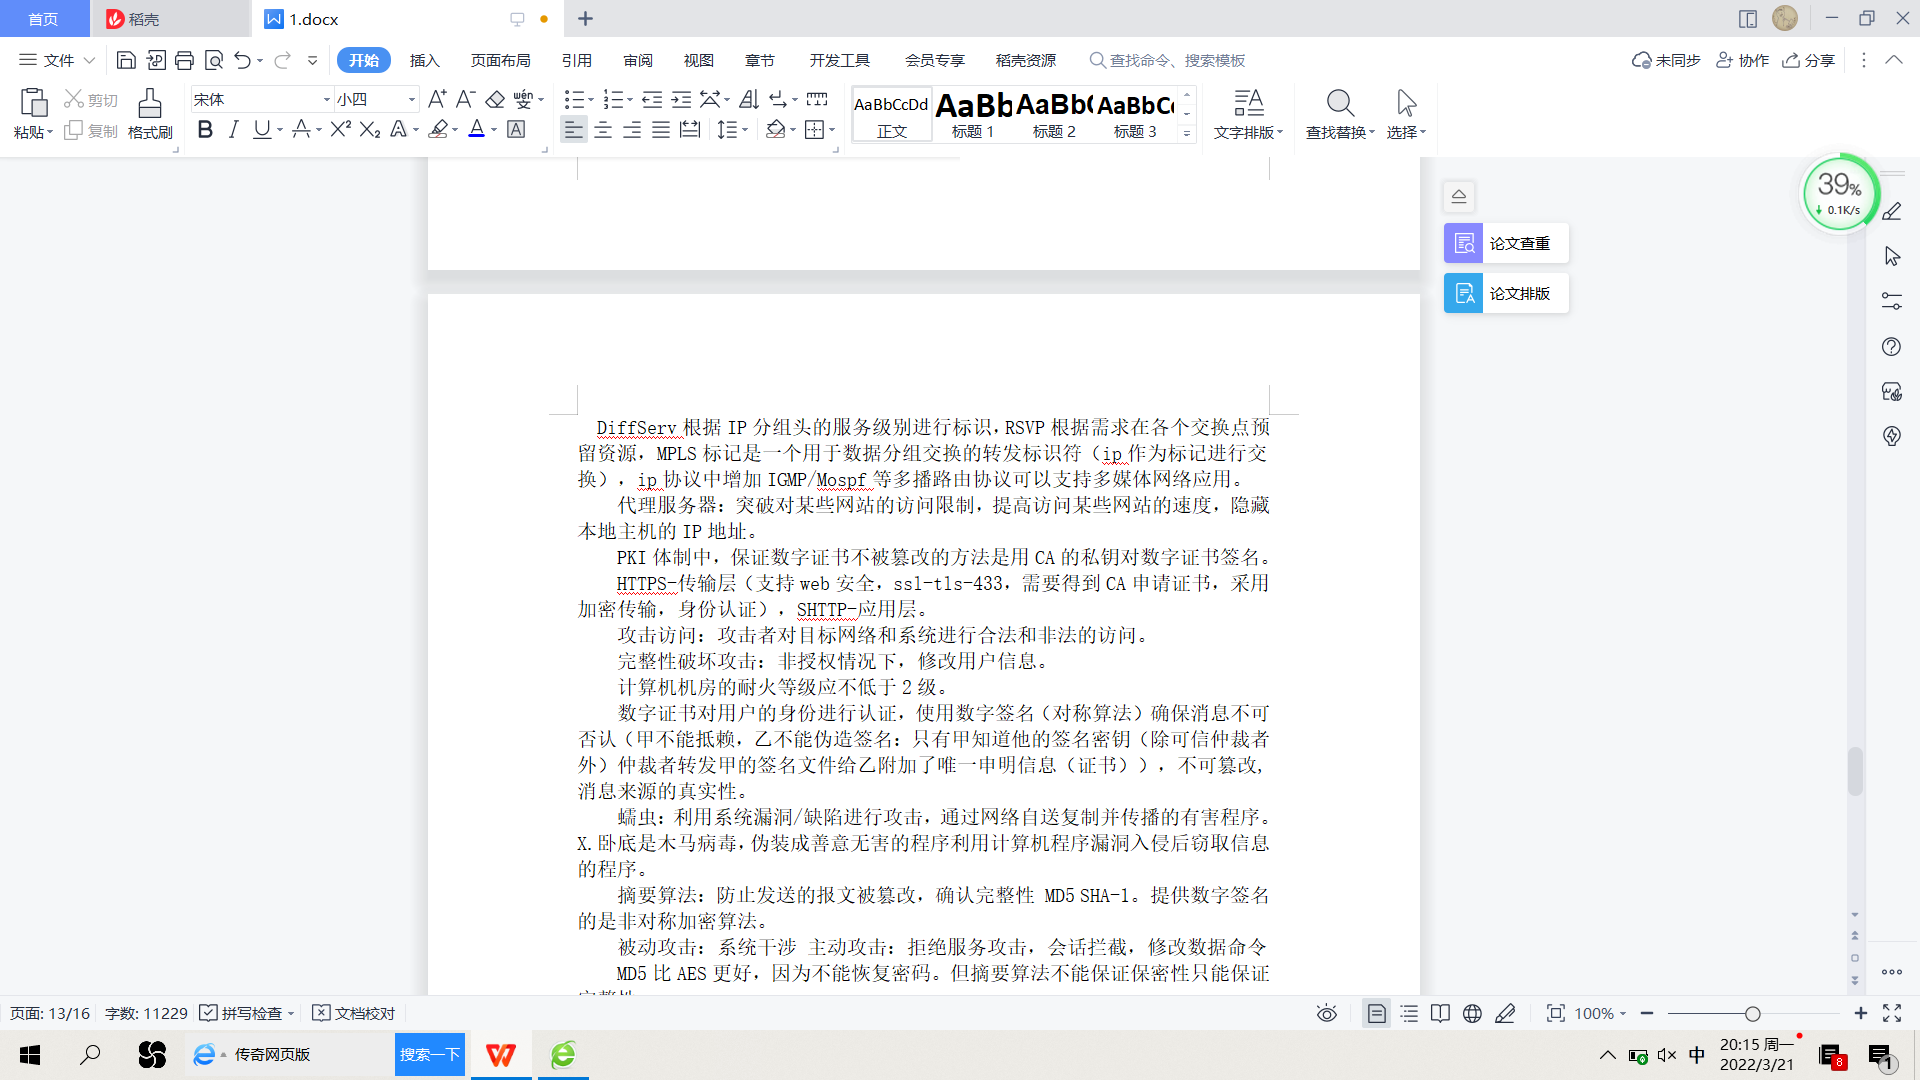 首页
稻壳
1.docx
文件
开始
插入
页面布局
引用
审阅
视图
章节
开发工具
会员专享
稻壳资源
查找命令、搜索模板
未同步
协作
分享
粘贴
剪切
复制
格式刷
宋体
小四
AaBbCcDd
正文
AaBb
标题 1
AaBb(
标题 2
AaBbC
标题 3
文字排版
查找替换
选择
39%
0.1K/s
论文查重
论文排版
DiffServ 根据 IP 分组头的服务级别进行标识，RSVP 根据需求在各个交换点预
留资源，MPLS 标记是一个用于数据分组交换的转发标识符（ip 作为标记进行交
换），ip 协议中增加 IGMP/Mospf 等多播路由协议可以支持多媒体网络应用。
代理服务器：突破对某些网站的访问限制，提高访问某些网站的速度，隐藏
本地主机的 IP 地址。
PKI 体制中，保证数字证书不被篡改的方法是用 CA 的私钥对数字证书签名。
HTTPS-传输层（支持 web 安全，ssl-tls-433，需要得到 CA 申请证书，采用
加密传输，身份认证），SHTTP-应用层。
攻击访问：攻击者对目标网络和系统进行合法和非法的访问。
完整性破坏攻击：非授权情况下，修改用户信息。
计算机机房的耐火等级应不低于 2 级。
数字证书对用户的身份进行认证，使用数字签名（对称算法）确保消息不可
否认（甲不能抵赖，乙不能伪造签名：只有甲知道他的签名密钥（除可信仲裁者
外）仲裁者转发甲的签名文件给乙附加了唯一申明信息（证书）），不可篡改，
消息来源的真实性。
蠕虫：利用系统漏洞/缺陷进行攻击，通过网络自送复制并传播的有害程序。
X.卧底是木马病毒，伪装成善意无害的程序利用计算机程序漏洞入侵后窃取信息
的程序。
摘要算法：防止发送的报文被篡改，确认完整性 MD5 SHA-1。提供数字签名
的是非对称加密算法。
被动攻击：系统干涉 主动攻击：拒绝服务攻击，会话拦截，修改数据命令
MD5 比 AES 更好，因为不能恢复密码。但摘要算法不能保证保密性只能保证
页面: 13/16
字数: 11229
拼写检查
文档校对
100%
传奇网页版
搜索一下
中
20:15 周一
2022/3/21
8
1